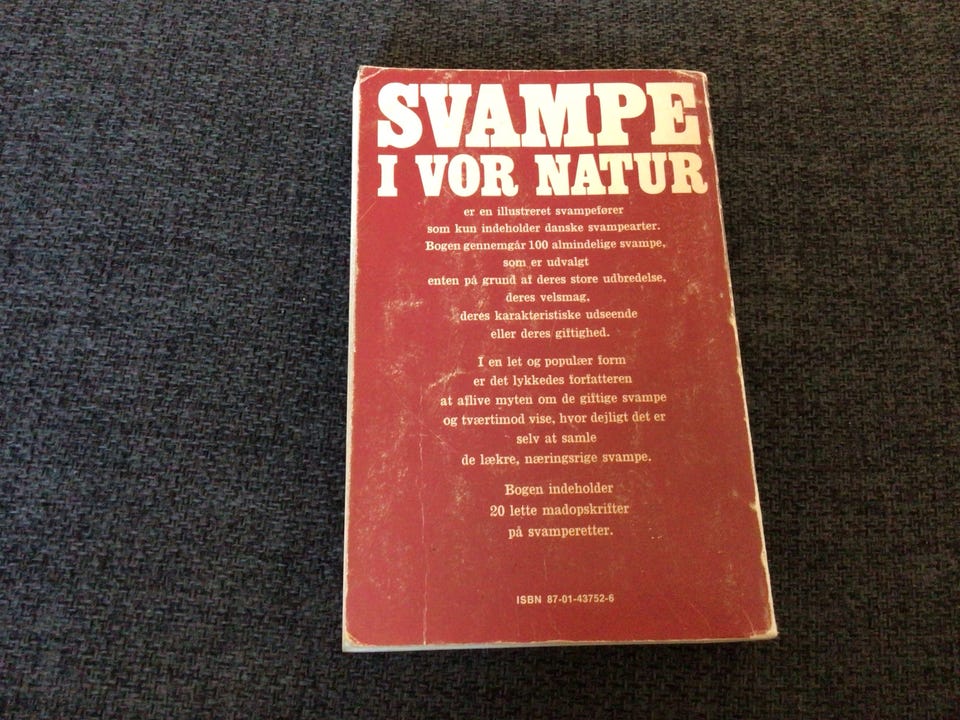 SVAMPE
I VOR NATUR
er en illustreret svampefører
som kun indeholder danske svampearter.
Bogen gennemgår 100 almindelige svampe,
som er udvalgt
enten på grund af deres store udbredelse,
deres velsmag,
deres karakteristiske udseende
eller deres giftighed.
I en let og populær form
er det lykkedes forfatteren
at aflive myten om de giftige svampe
og tværtimod vise, hvor dejligt det er
selv at samle
de lækre, næringsrige svampe.
Bogen indeholder
20 lette madopskrifter
på svamperetter.
ISBN 87-01-43752-6